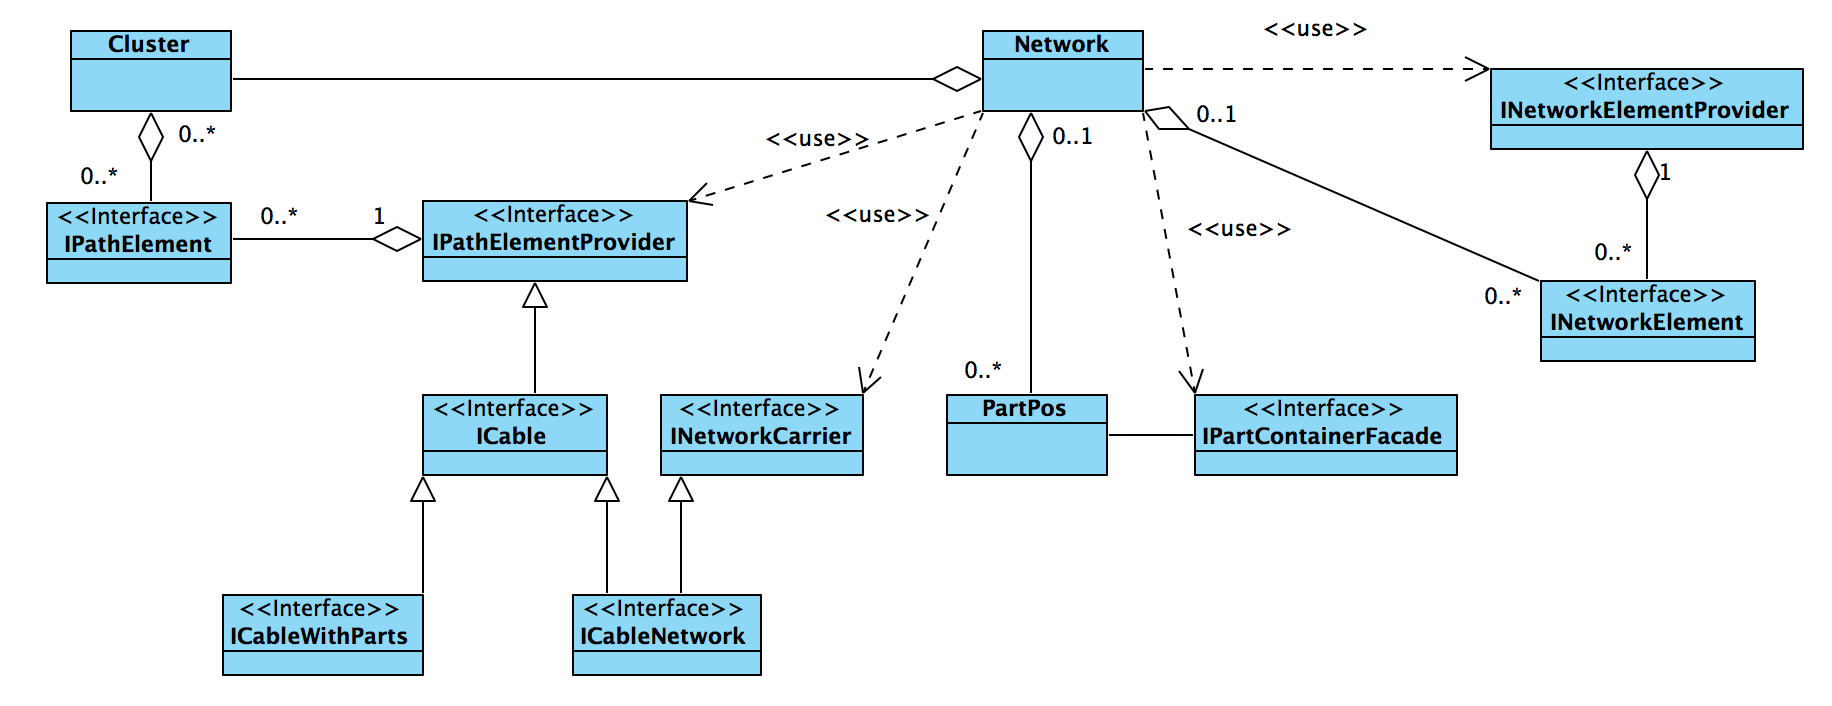 <<use>>
Cluster
Network
<<Interface>>
INetworkElementProvider
0..1
0..*
<<use>>
0..1
0..*
1
<<Interface>>
IPathElement
0..*
1
<<Interface>>
IPathElementProvider
<<use>>
<<use>>
0..*
0..*
<<Interface>>
INetworkElement
0..*
<<Interface>>
ICable
<<Interface>>
INetworkCarrier
PartPos
<<Interface>>
IPartContainerFacade
<<Interface>>
ICableWithParts
<<Interface>>
ICableNetwork